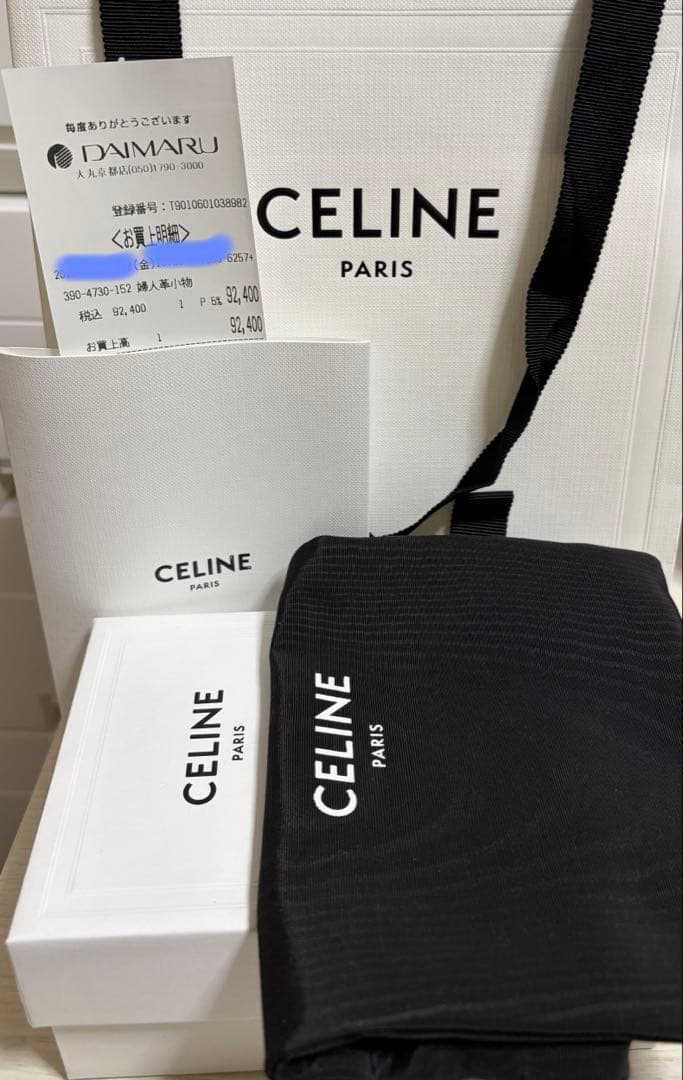 毎度ありがとうございます
DAIMARU
大丸京都店(050)1790-3000
登録番号：T9010601038982
<お買上明細>
20
(金)
-6257+
390-4730-152 婦人革小物
税込 92,400 1 P 5% 92,400
92,400
お買上高 1
CELINE
PARIS
CELINE
PARIS
CELINE
PARIS
CELINE
PARIS